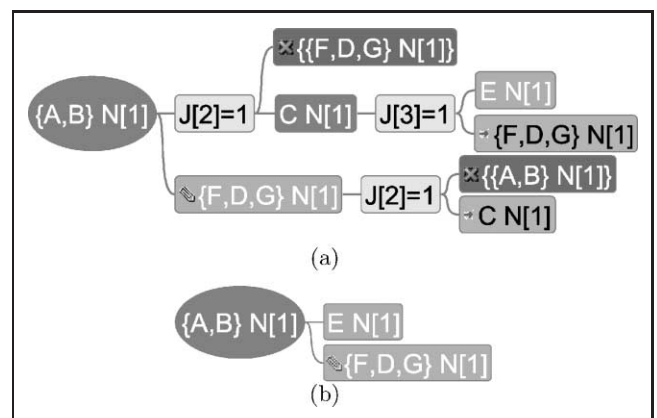 {{F,D,G} N[1]}
{A,B} N[1] J[2]=1 C N[1] J[3]=1 E N[1]
{F,D,G} N[1]
{F,D,G} N[1] J[2]=1 {{A,B} N[1]}
C N[1]
(a)
{A,B} N[1] E N[1]
{F,D,G} N[1]
(b)